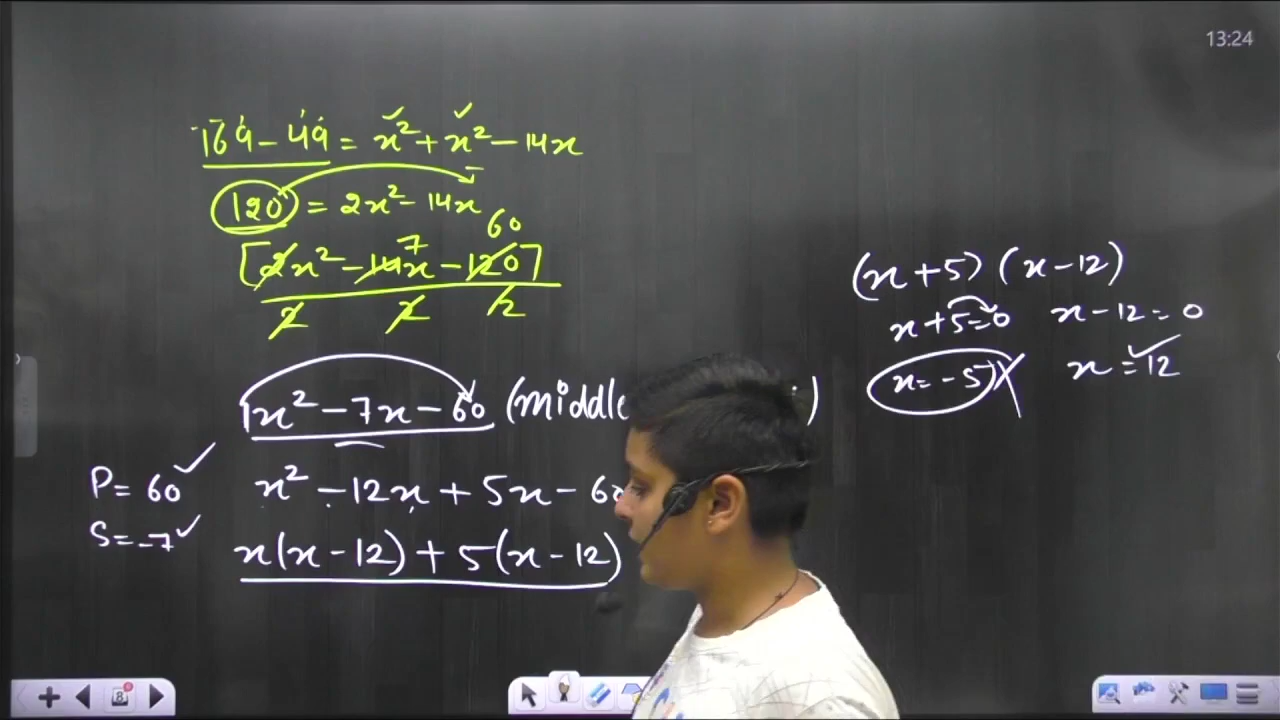 13:24
169 - 49 = x² + x² - 14x
120 = 2x² - 14x
7 60
[2x² - 14x - 120]
2 2 2
1x² - 7x - 60 (middle )
P = 60 ✓
x² - 12x + 5x - 60
S = -7 ✓
x(x - 12) + 5(x - 12)
(x + 5) (x - 12)
x + 5 = 0 x - 12 = 0
x = -5 X x = 12 ✓
8